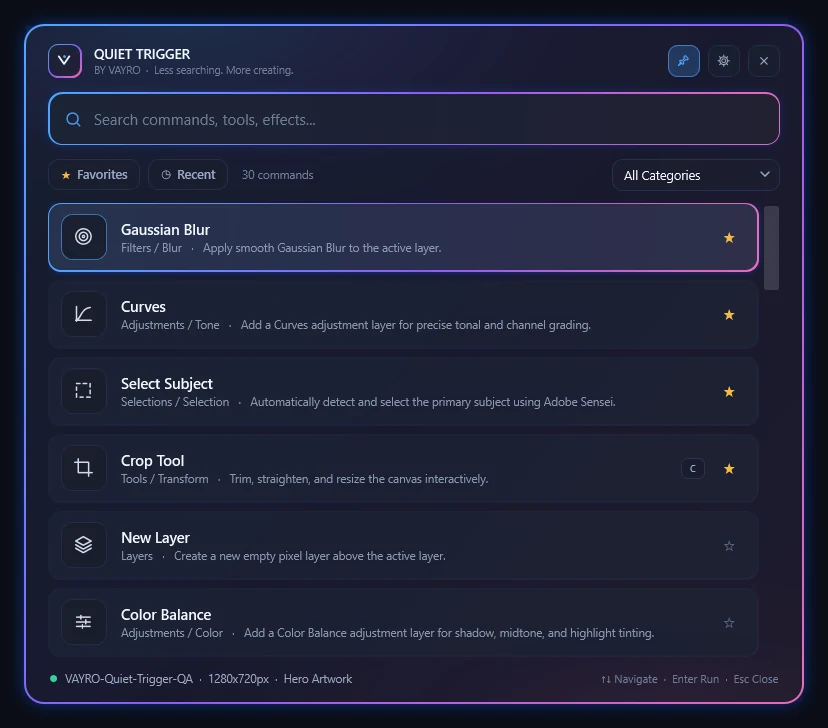 QUIET TRIGGER
BY VAYRO · Less searching. More creating.
Search commands, tools, effects...
★ Favorites Recent 30 commands All Categories
Gaussian Blur
Filters / Blur · Apply smooth Gaussian Blur to the active layer.
Curves
Adjustments / Tone · Add a Curves adjustment layer for precise tonal and channel grading.
Select Subject
Selections / Selection · Automatically detect and select the primary subject using Adobe Sensei.
Crop Tool
Tools / Transform · Trim, straighten, and resize the canvas interactively.
C
New Layer
Layers · Create a new empty pixel layer above the active layer.
Color Balance
Adjustments / Color · Add a Color Balance adjustment layer for shadow, midtone, and highlight tinting.
VAYRO-Quiet-Trigger-QA · 1280x720px · Hero Artwork ↑↓ Navigate · Enter Run · Esc Close